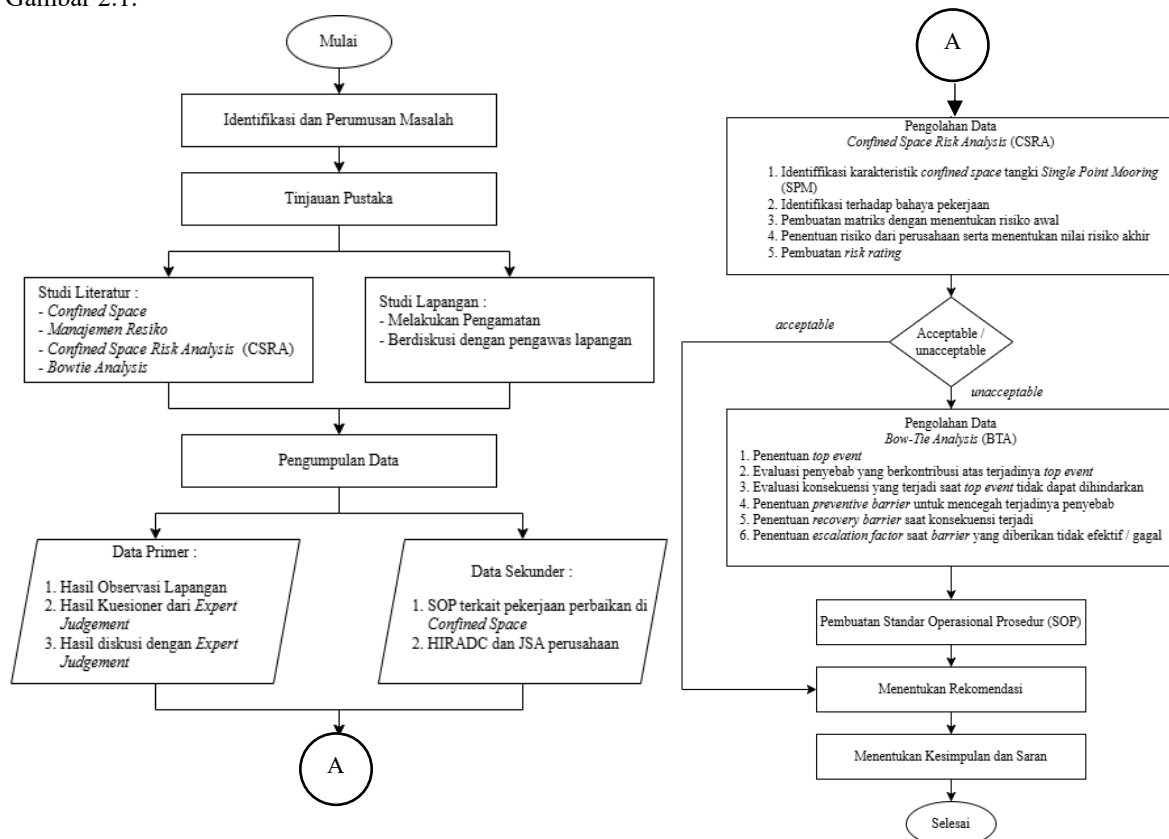 Gambar 2.1.
Mulai
Identifikasi dan Perumusan Masalah
Tinjauan Pustaka
Studi Literatur :
- Confined Space
- Manajemen Resiko
- Confined Space Risk Analysis (CSRA)
- Bowtie Analysis
Studi Lapangan :
- Melakukan Pengamatan
- Berdiskusi dengan pengawas lapangan
Pengumpulan Data
Data Primer :
1. Hasil Observasi Lapangan
2. Hasil Kuesioner dari Expert
Judgement
3. Hasil diskusi dengan Expert
Judgement
Data Sekunder :
1. SOP terkait pekerjaan perbaikan di
Confined Space
2. HIRADC dan JSA perusahaan
A
A
Pengolahan Data
Confined Space Risk Analysis (CSRA)
1. Identiffikasi karakteristik confined space tangki Single Point Mooring
(SPM)
2. Identifikasi terhadap bahaya pekerjaan
3. Pembuatan matriks dengan menentukan risiko awal
4. Penentuan risiko dari perusahaan serta menentukan nilai risiko akhir
5. Pembuatan risk rating
acceptable
Acceptable /
unacceptable
unacceptable
Pengolahan Data
Bow-Tie Analysis (BTA)
1. Penentuan top event
2. Evaluasi penyebab yang berkontribusi atas terjadinya top event
3. Evaluasi konsekuensi yang terjadi saat top event tidak dapat dihindarkan
4. Penentuan preventive barrier untuk mencegah terjadinya penyebab
5. Penentuan recovery barrier saat konsekuensi terjadi
6. Penentuan escalation factor saat barrier yang diberikan tidak efektif / gagal
Pembuatan Standar Operasional Prosedur (SOP)
Menentukan Rekomendasi
Menentukan Kesimpulan dan Saran
Selesai